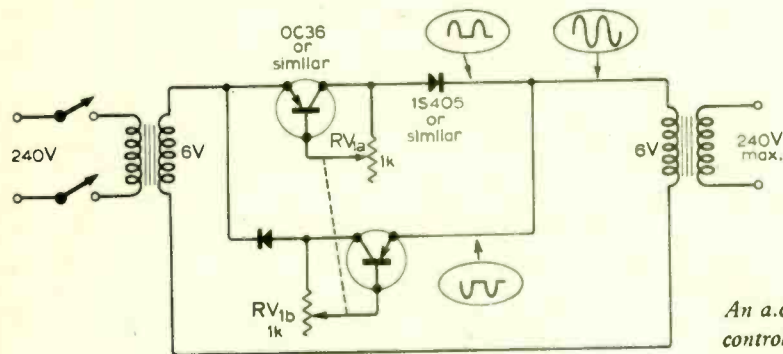 OC36
or
similar
1S405
or
similar
RV1a
1k
240V
6V
6V
240V
max.
RV1b
1k
An a.c
control